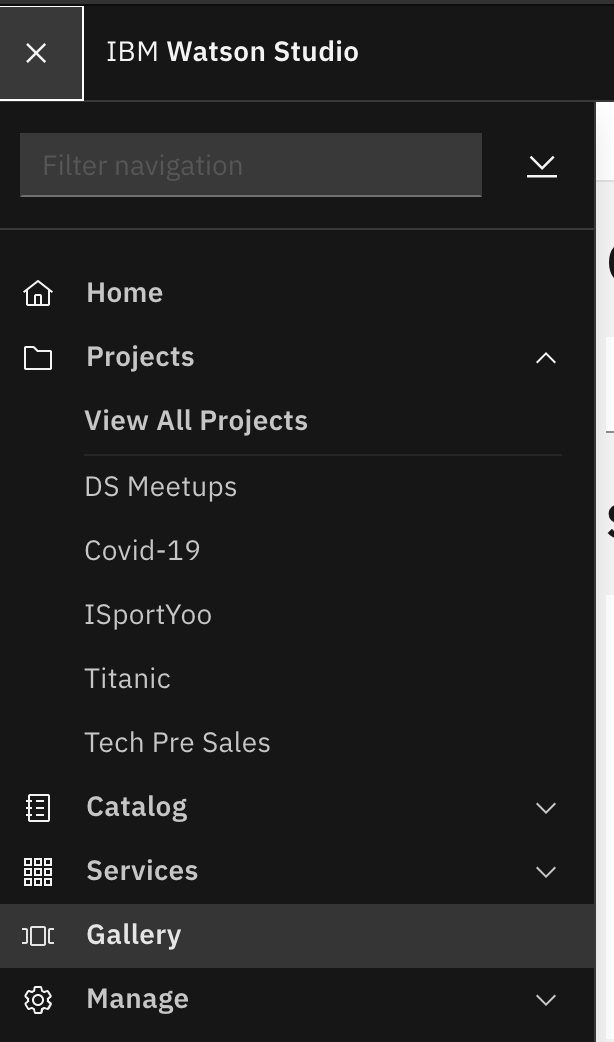 IBM Watson Studio
Filter navigation
Home
Projects
View All Projects
DS Meetups
Covid-19
ISportYoo
Titanic
Tech Pre Sales
Catalog
Services
Gallery
Manage